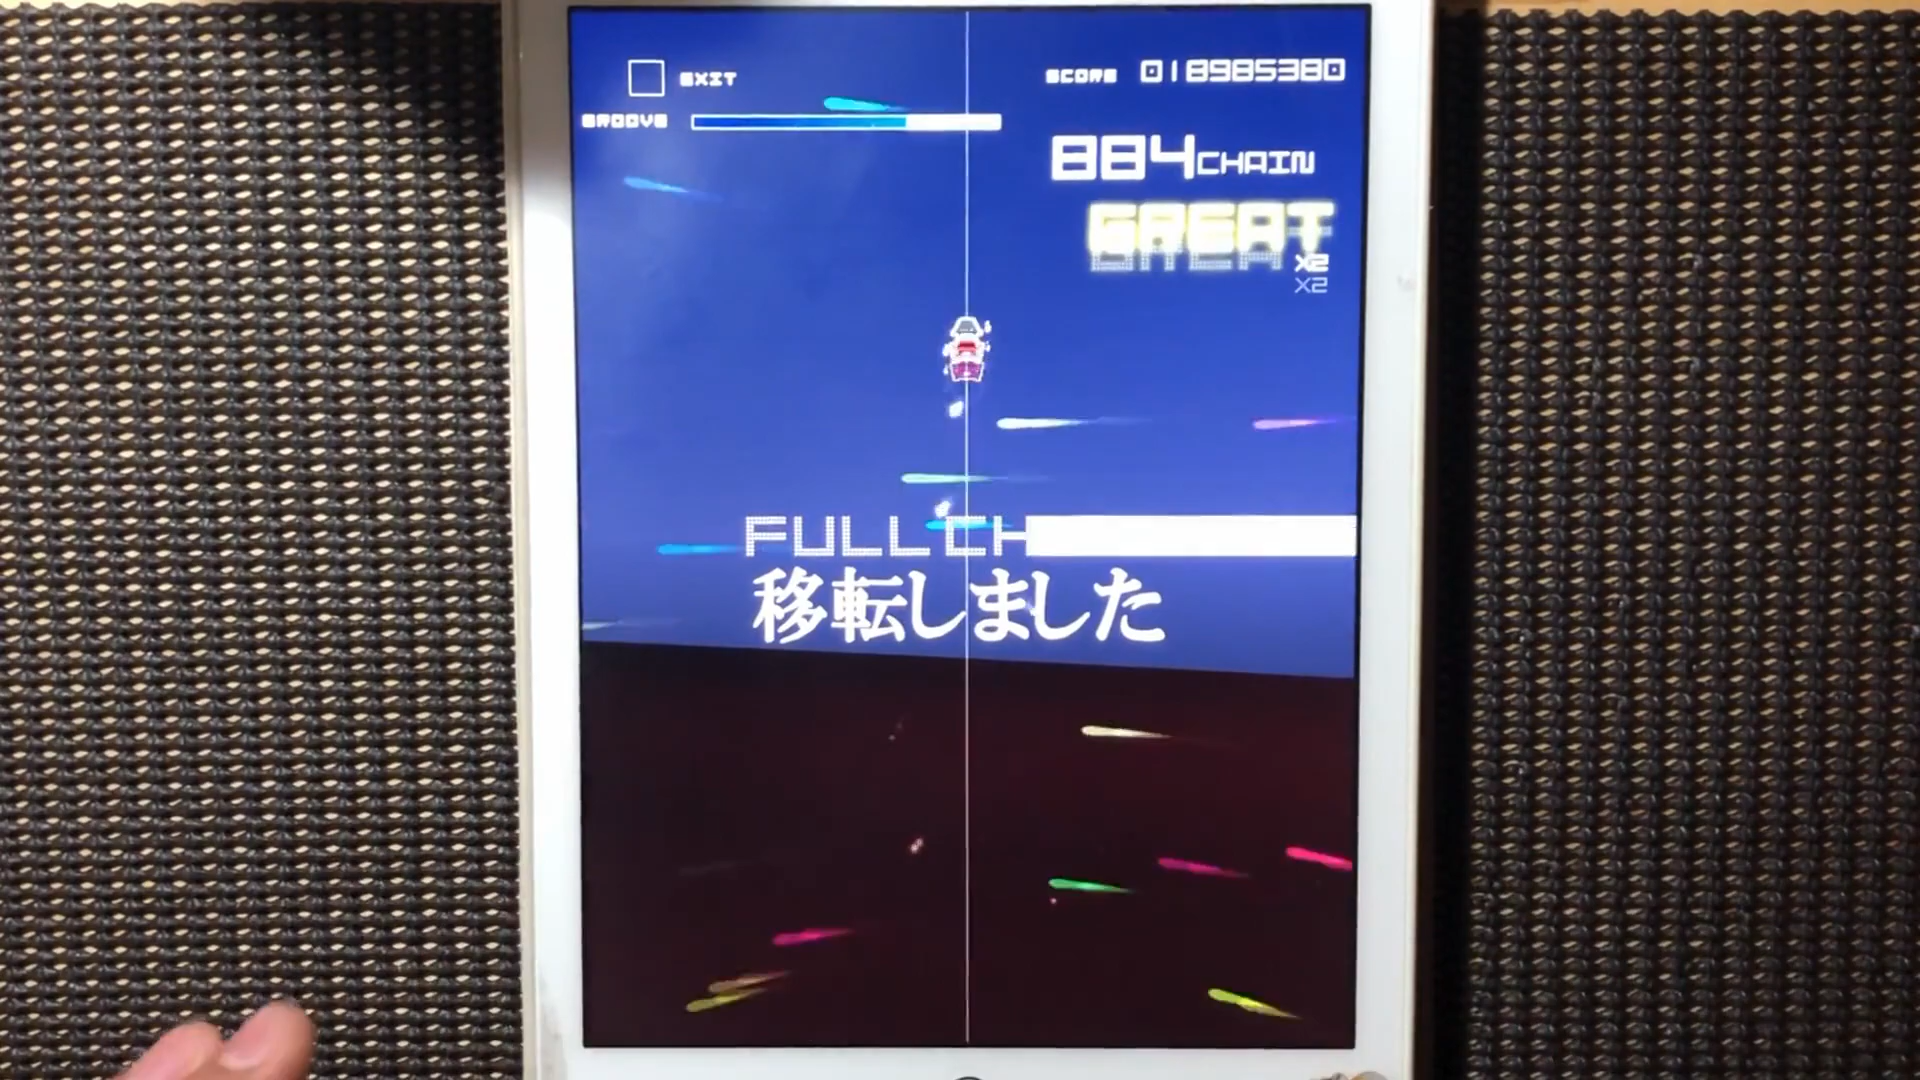 EXIT
SCORE 018985380
GROOVE
884CHAIN
GREAT
X2
X2
FULL CH
移転しました